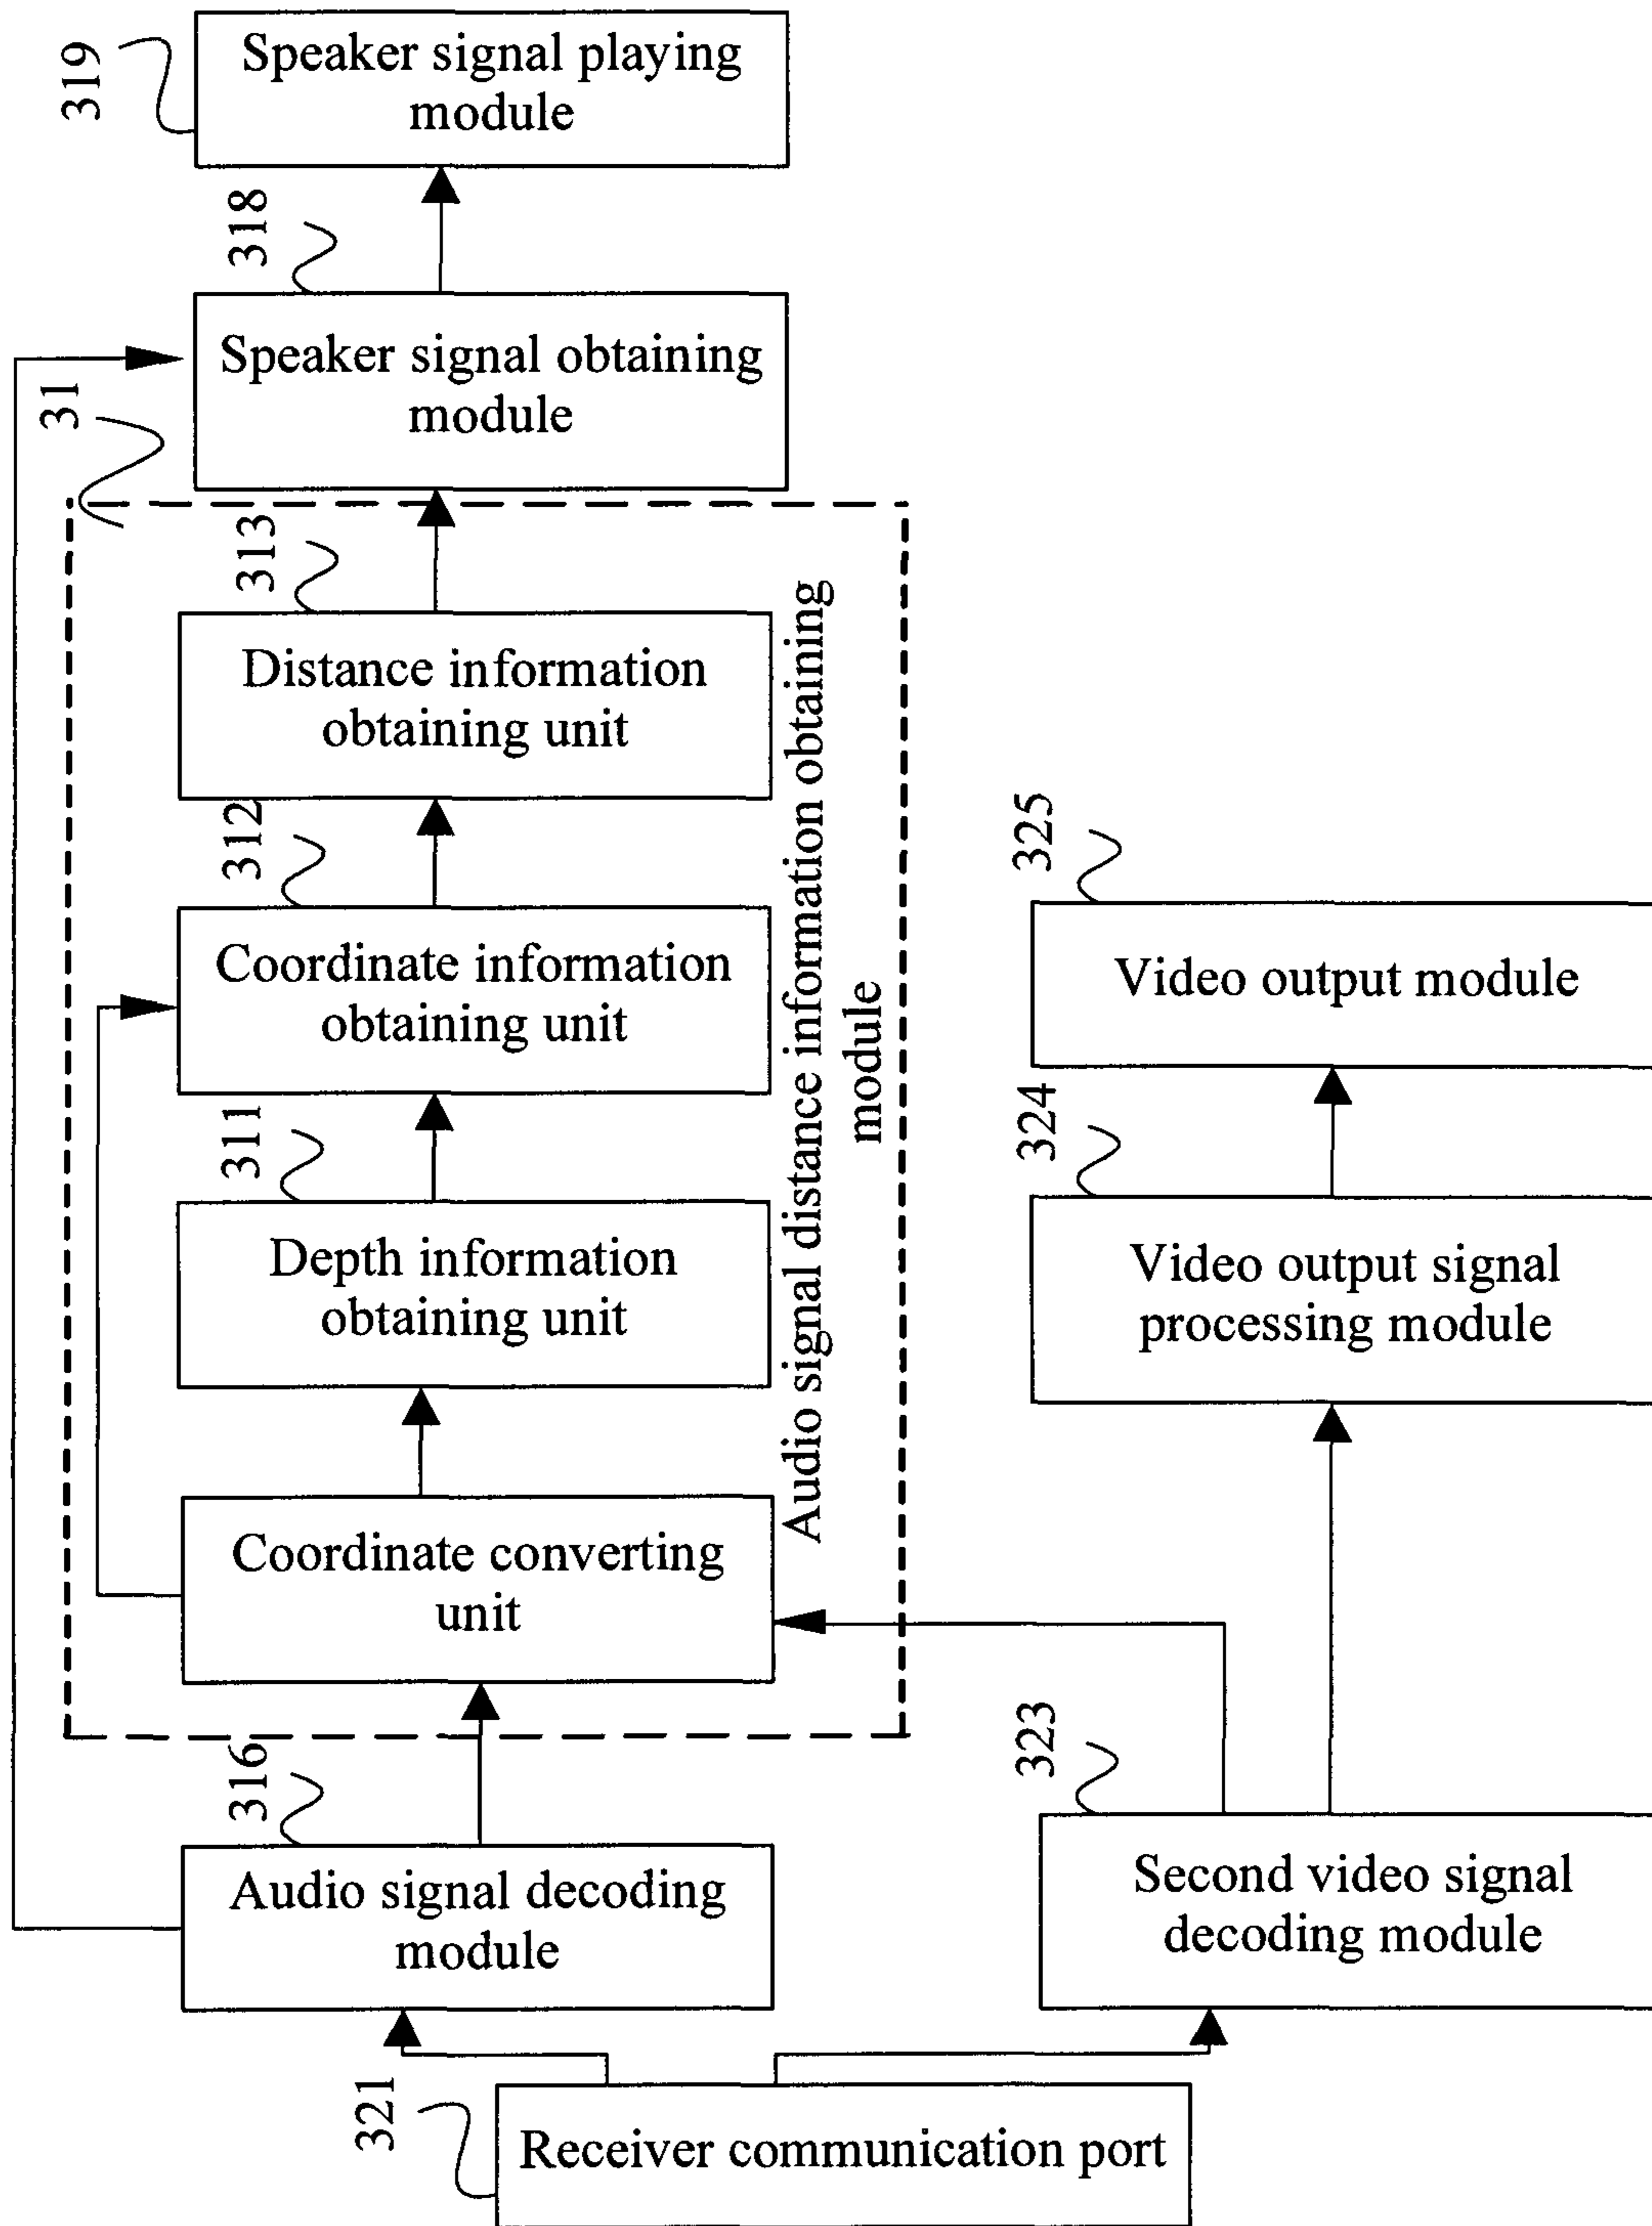 319
Speaker signal playing
module
318
Speaker signal obtaining
module
31
313
Distance information
obtaining unit
312
Coordinate information
obtaining unit
311
Depth information
obtaining unit
Coordinate converting
unit
Audio signal distance information obtaining
module
316
Audio signal decoding
module
325
Video output module
324
Video output signal
processing module
323
Second video signal
decoding module
321
Receiver communication port